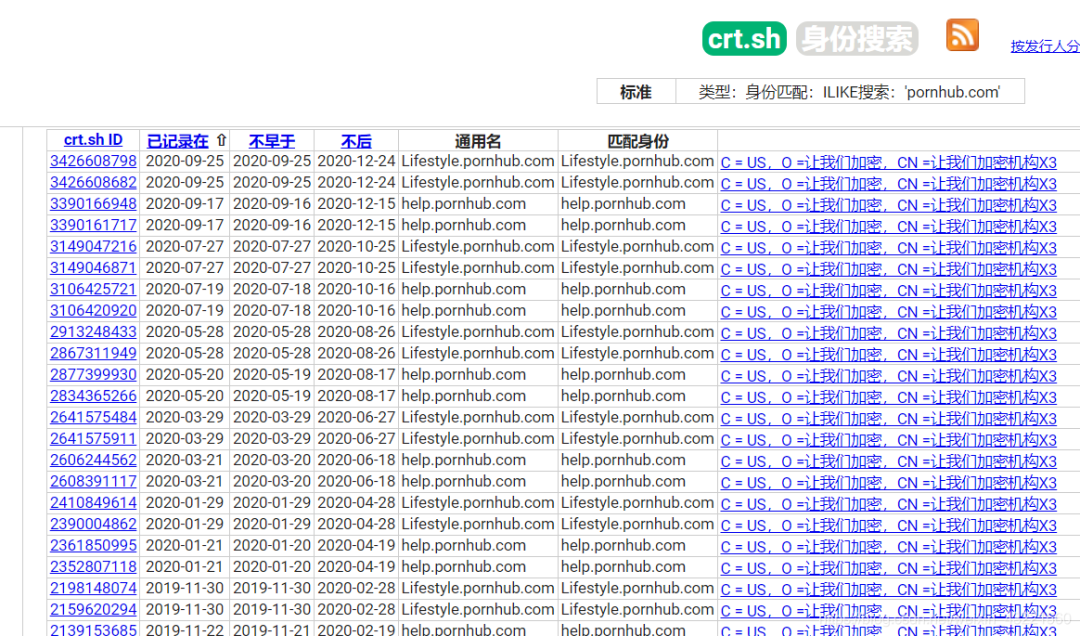 crt.sh 身份搜索 按发行人分
标准 类型：身份匹配：ILIKE搜索：'pornhub.com'
crt.sh ID 已记录在 ⇧ 不早于 不后 通用名 匹配身份
3426608798 2020-09-25 2020-09-25 2020-12-24 Lifestyle.pornhub.com Lifestyle.pornhub.com C = US，O =让我们加密，CN =让我们加密机构X3
3426608682 2020-09-25 2020-09-25 2020-12-24 Lifestyle.pornhub.com Lifestyle.pornhub.com C = US，O =让我们加密，CN =让我们加密机构X3
3390166948 2020-09-17 2020-09-16 2020-12-15 help.pornhub.com help.pornhub.com C = US，O =让我们加密，CN =让我们加密机构X3
3390161717 2020-09-17 2020-09-16 2020-12-15 help.pornhub.com help.pornhub.com C = US，O =让我们加密，CN =让我们加密机构X3
3149047216 2020-07-27 2020-07-27 2020-10-25 Lifestyle.pornhub.com Lifestyle.pornhub.com C = US，O =让我们加密，CN =让我们加密机构X3
3149046871 2020-07-27 2020-07-27 2020-10-25 Lifestyle.pornhub.com Lifestyle.pornhub.com C = US，O =让我们加密，CN =让我们加密机构X3
3106425721 2020-07-19 2020-07-18 2020-10-16 help.pornhub.com help.pornhub.com C = US，O =让我们加密，CN =让我们加密机构X3
3106420920 2020-07-19 2020-07-18 2020-10-16 help.pornhub.com help.pornhub.com C = US，O =让我们加密，CN =让我们加密机构X3
2913248433 2020-05-28 2020-05-28 2020-08-26 Lifestyle.pornhub.com Lifestyle.pornhub.com C = US，O =让我们加密，CN =让我们加密机构X3
2867311949 2020-05-28 2020-05-28 2020-08-26 Lifestyle.pornhub.com Lifestyle.pornhub.com C = US，O =让我们加密，CN =让我们加密机构X3
2877399930 2020-05-20 2020-05-19 2020-08-17 help.pornhub.com help.pornhub.com C = US，O =让我们加密，CN =让我们加密机构X3
2834365266 2020-05-20 2020-05-19 2020-08-17 help.pornhub.com help.pornhub.com C = US，O =让我们加密，CN =让我们加密机构X3
2641575484 2020-03-29 2020-03-29 2020-06-27 Lifestyle.pornhub.com Lifestyle.pornhub.com C = US，O =让我们加密，CN =让我们加密机构X3
2641575911 2020-03-29 2020-03-29 2020-06-27 Lifestyle.pornhub.com Lifestyle.pornhub.com C = US，O =让我们加密，CN =让我们加密机构X3
2606244562 2020-03-21 2020-03-20 2020-06-18 help.pornhub.com help.pornhub.com C = US，O =让我们加密，CN =让我们加密机构X3
2608391117 2020-03-21 2020-03-20 2020-06-18 help.pornhub.com help.pornhub.com C = US，O =让我们加密，CN =让我们加密机构X3
2410849614 2020-01-29 2020-01-29 2020-04-28 Lifestyle.pornhub.com Lifestyle.pornhub.com C = US，O =让我们加密，CN =让我们加密机构X3
2390004862 2020-01-29 2020-01-29 2020-04-28 Lifestyle.pornhub.com Lifestyle.pornhub.com C = US，O =让我们加密，CN =让我们加密机构X3
2361850995 2020-01-21 2020-01-20 2020-04-19 help.pornhub.com help.pornhub.com C = US，O =让我们加密，CN =让我们加密机构X3
2352807118 2020-01-21 2020-01-20 2020-04-19 help.pornhub.com help.pornhub.com C = US，O =让我们加密，CN =让我们加密机构X3
2198148074 2019-11-30 2019-11-30 2020-02-28 Lifestyle.pornhub.com Lifestyle.pornhub.com C = US，O =让我们加密，CN =让我们加密机构X3
2159620294 2019-11-30 2019-11-30 2020-02-28 Lifestyle.pornhub.com Lifestyle.pornhub.com C = US，O =让我们加密，CN =让我们加密机构X3
2139153685 2019-11-22 2019-11-21 2020-02-19 help.pornhub.com help.pornhub.com C = US，O =让我们加密，CN =让我们加密机构X3